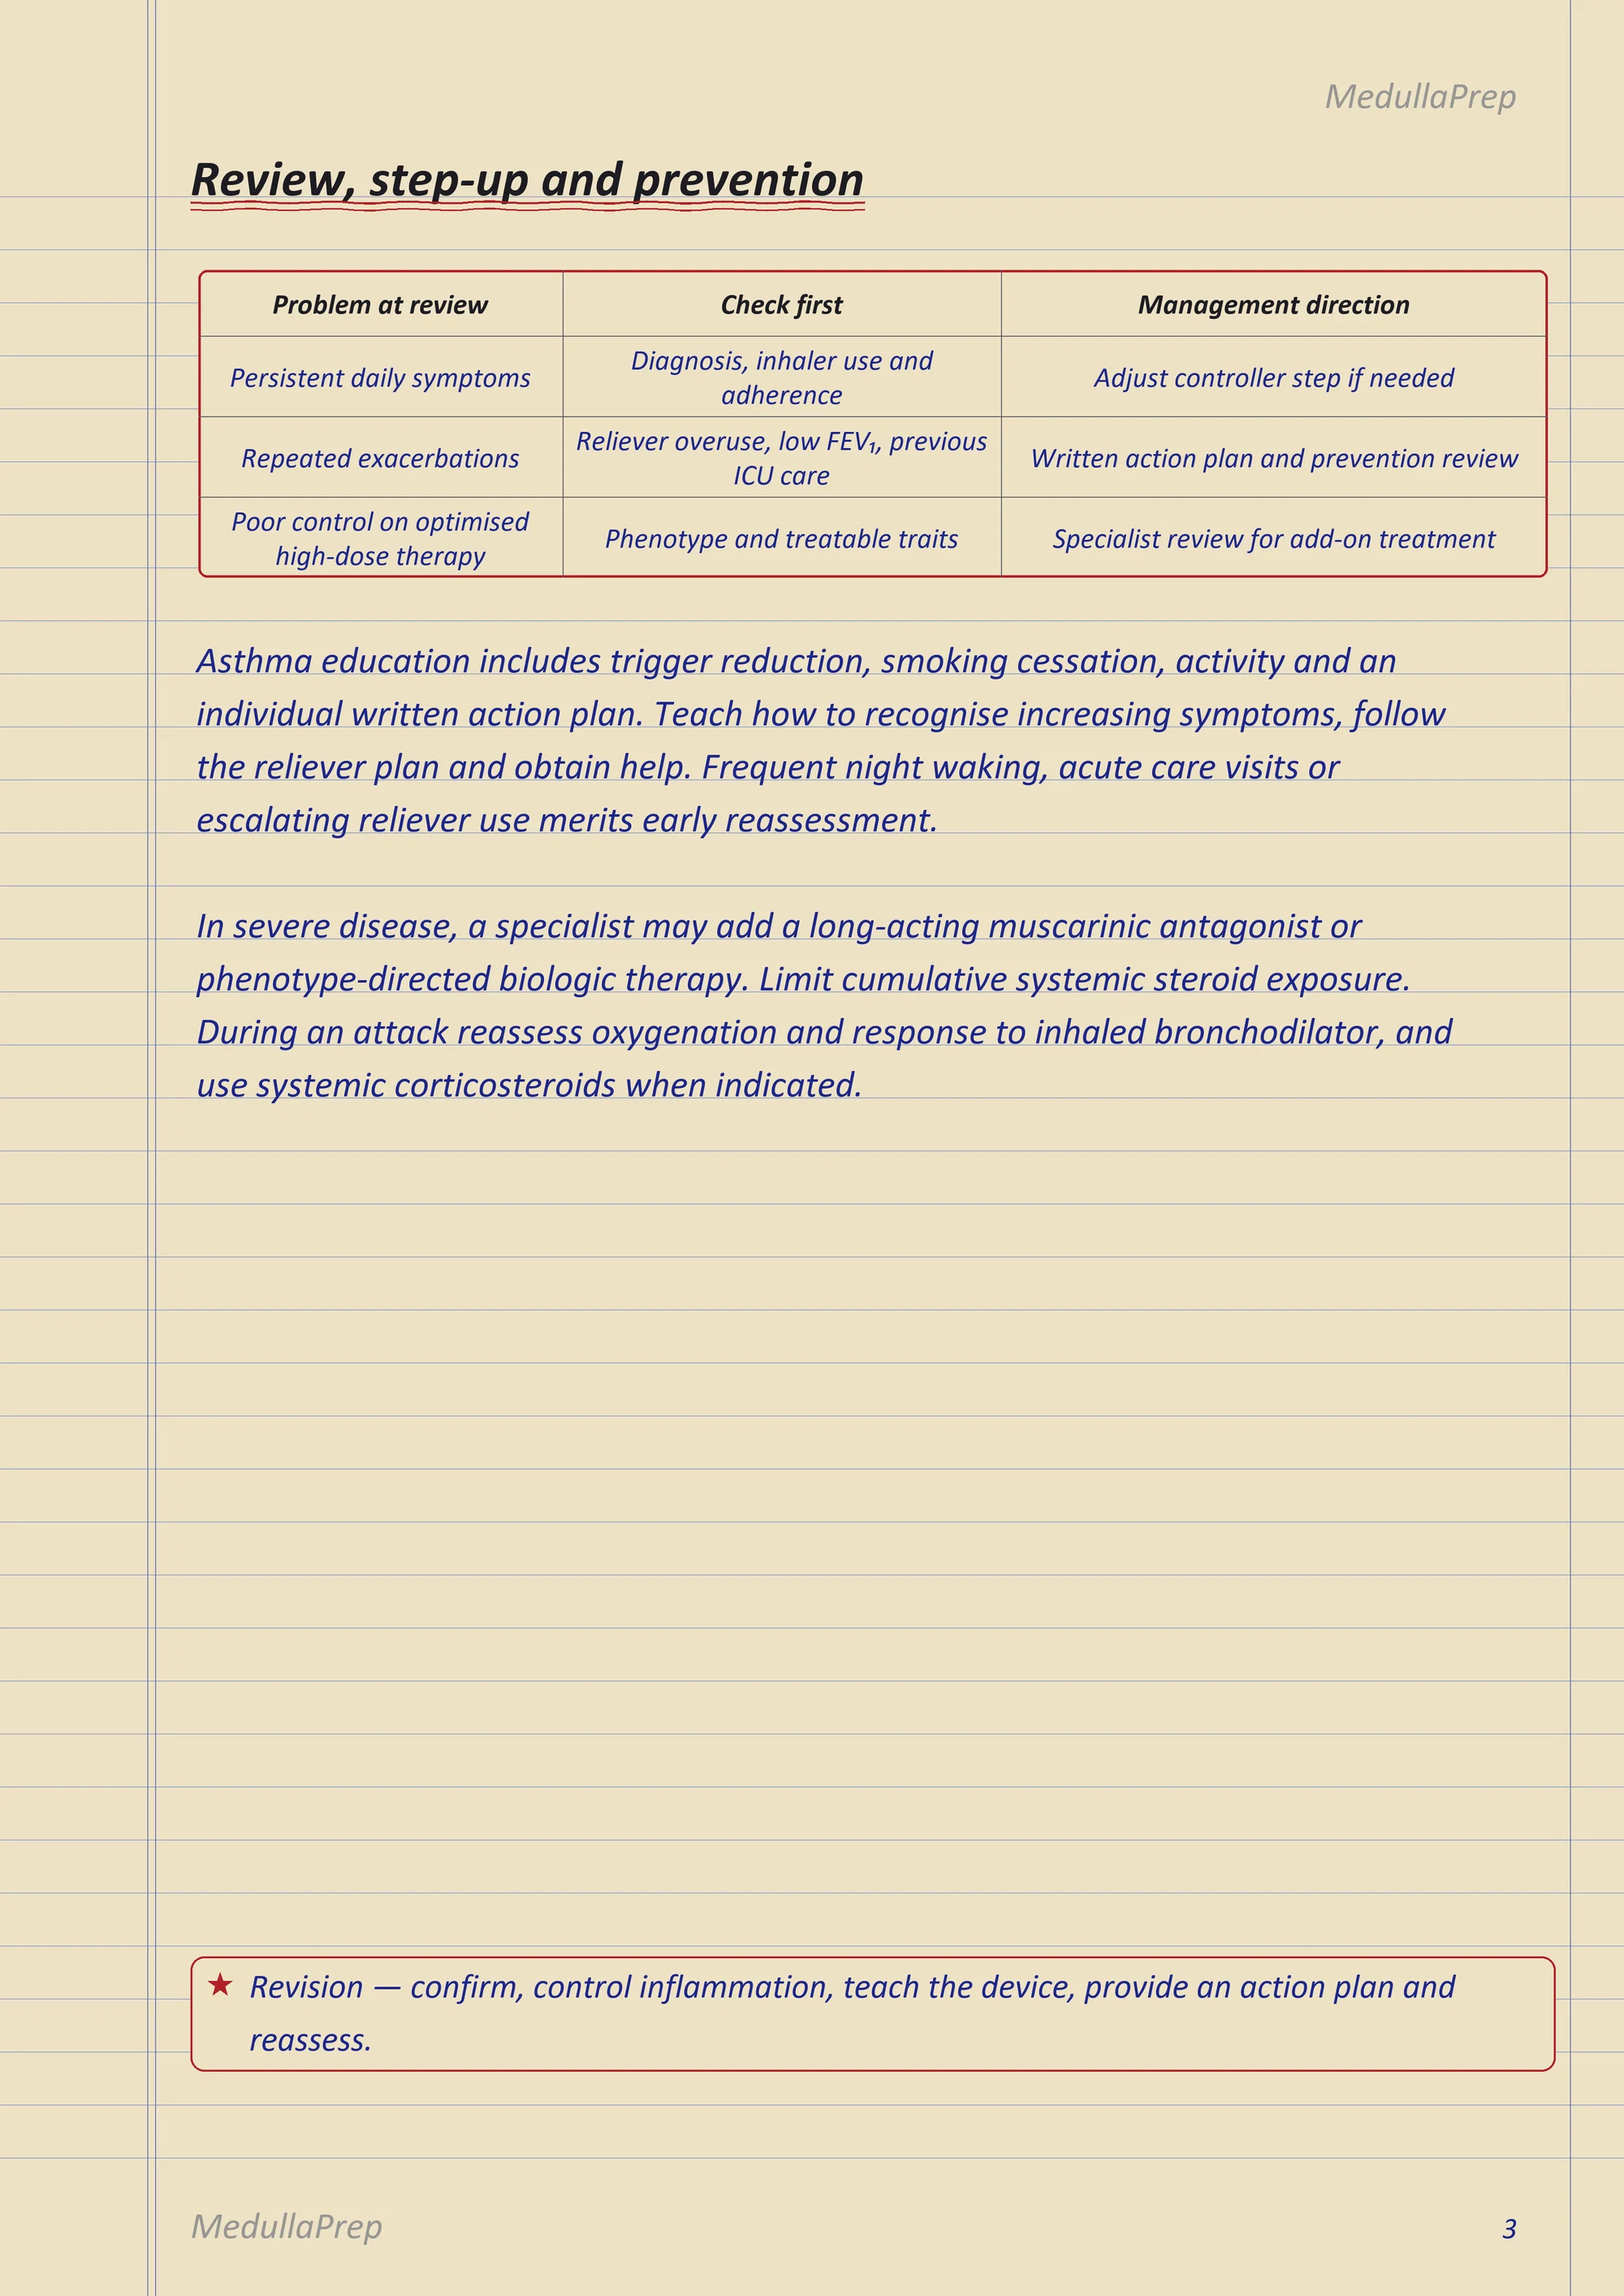 MedullaPrep
Review, step-up and prevention
Problem at review
Check first
Management direction
Persistent daily symptoms
Diagnosis, inhaler use and
adherence
Adjust controller step if needed
Repeated exacerbations
Reliever overuse, low FEV₁, previous
ICU care
Written action plan and prevention review
Poor control on optimised
high-dose therapy
Phenotype and treatable traits
Specialist review for add-on treatment
Asthma education includes trigger reduction, smoking cessation, activity and an
individual written action plan. Teach how to recognise increasing symptoms, follow
the reliever plan and obtain help. Frequent night waking, acute care visits or
escalating reliever use merits early reassessment.
In severe disease, a specialist may add a long-acting muscarinic antagonist or
phenotype-directed biologic therapy. Limit cumulative systemic steroid exposure.
During an attack reassess oxygenation and response to inhaled bronchodilator, and
use systemic corticosteroids when indicated.
★ Revision — confirm, control inflammation, teach the device, provide an action plan and
reassess.
MedullaPrep
3